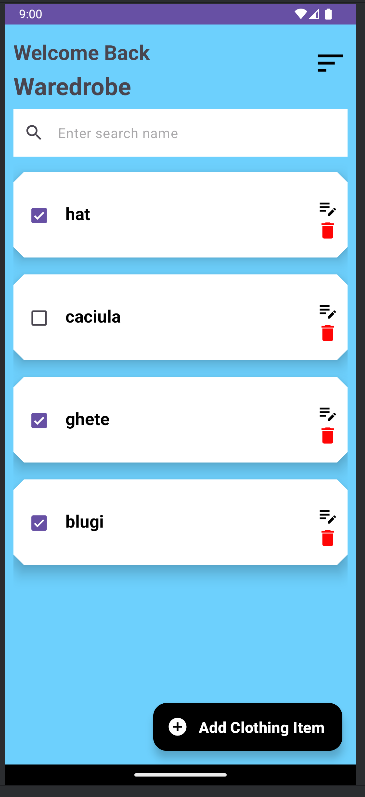 9:00
Welcome Back
Waredrobe
Enter search name
hat
caciula
ghete
blugi
Add Clothing Item